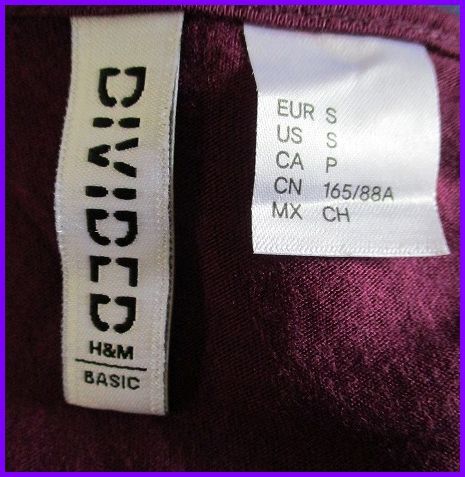 DIVIDED
H&M
BASIC
EUR S
US S
CA P
CN 165/88A
MX CH